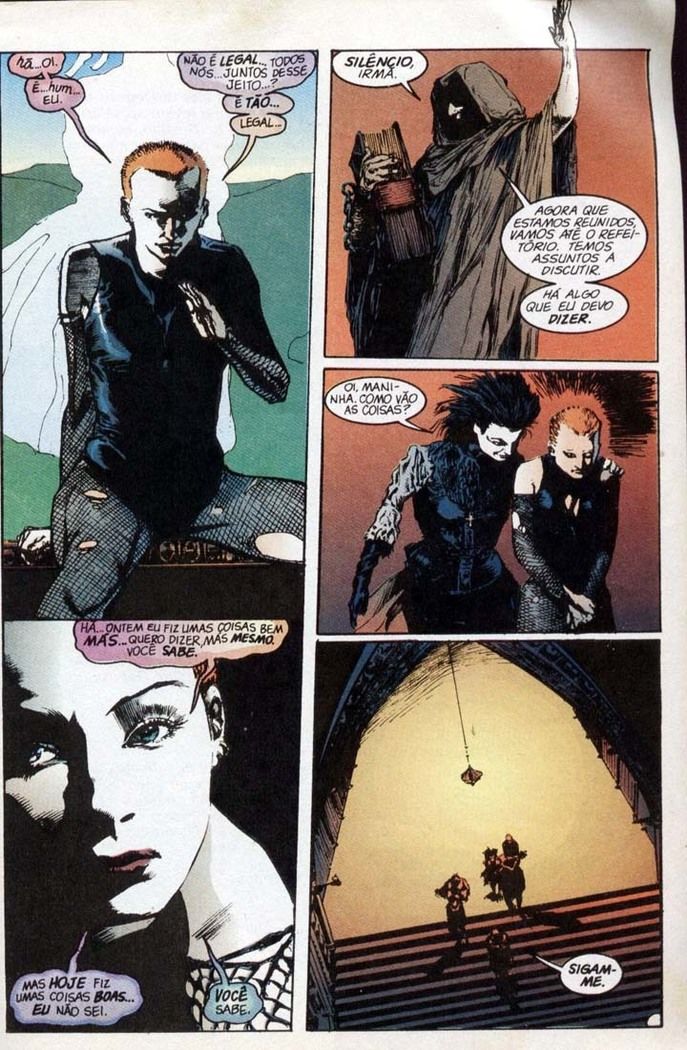 HÃ...OI.
É...HUM...
EU.
NÃO É LEGAL... TODOS
NÓS...JUNTOS DESSE
JEITO...?
É TÃO...
LEGAL...
HÃ...ONTEM EU FIZ UMAS COISAS BEM
MÁS...QUERO DIZER, MÁS MESMO.
VOCÊ SABE.
MAS HOJE FIZ
UMAS COISAS BOAS...
EU NÃO SEI.
VOCÊ
SABE.
SILÊNCIO,
IRMÃ.
AGORA QUE
ESTAMOS REUNIDOS,
VAMOS ATÉ O REFEI-
TÓRIO. TEMOS
ASSUNTOS A
DISCUTIR.
HÁ ALGO
QUE EU DEVO
DIZER.
OI, MANI-
NHA. COMO VÃO
AS COISAS?
SIGAM-
ME.